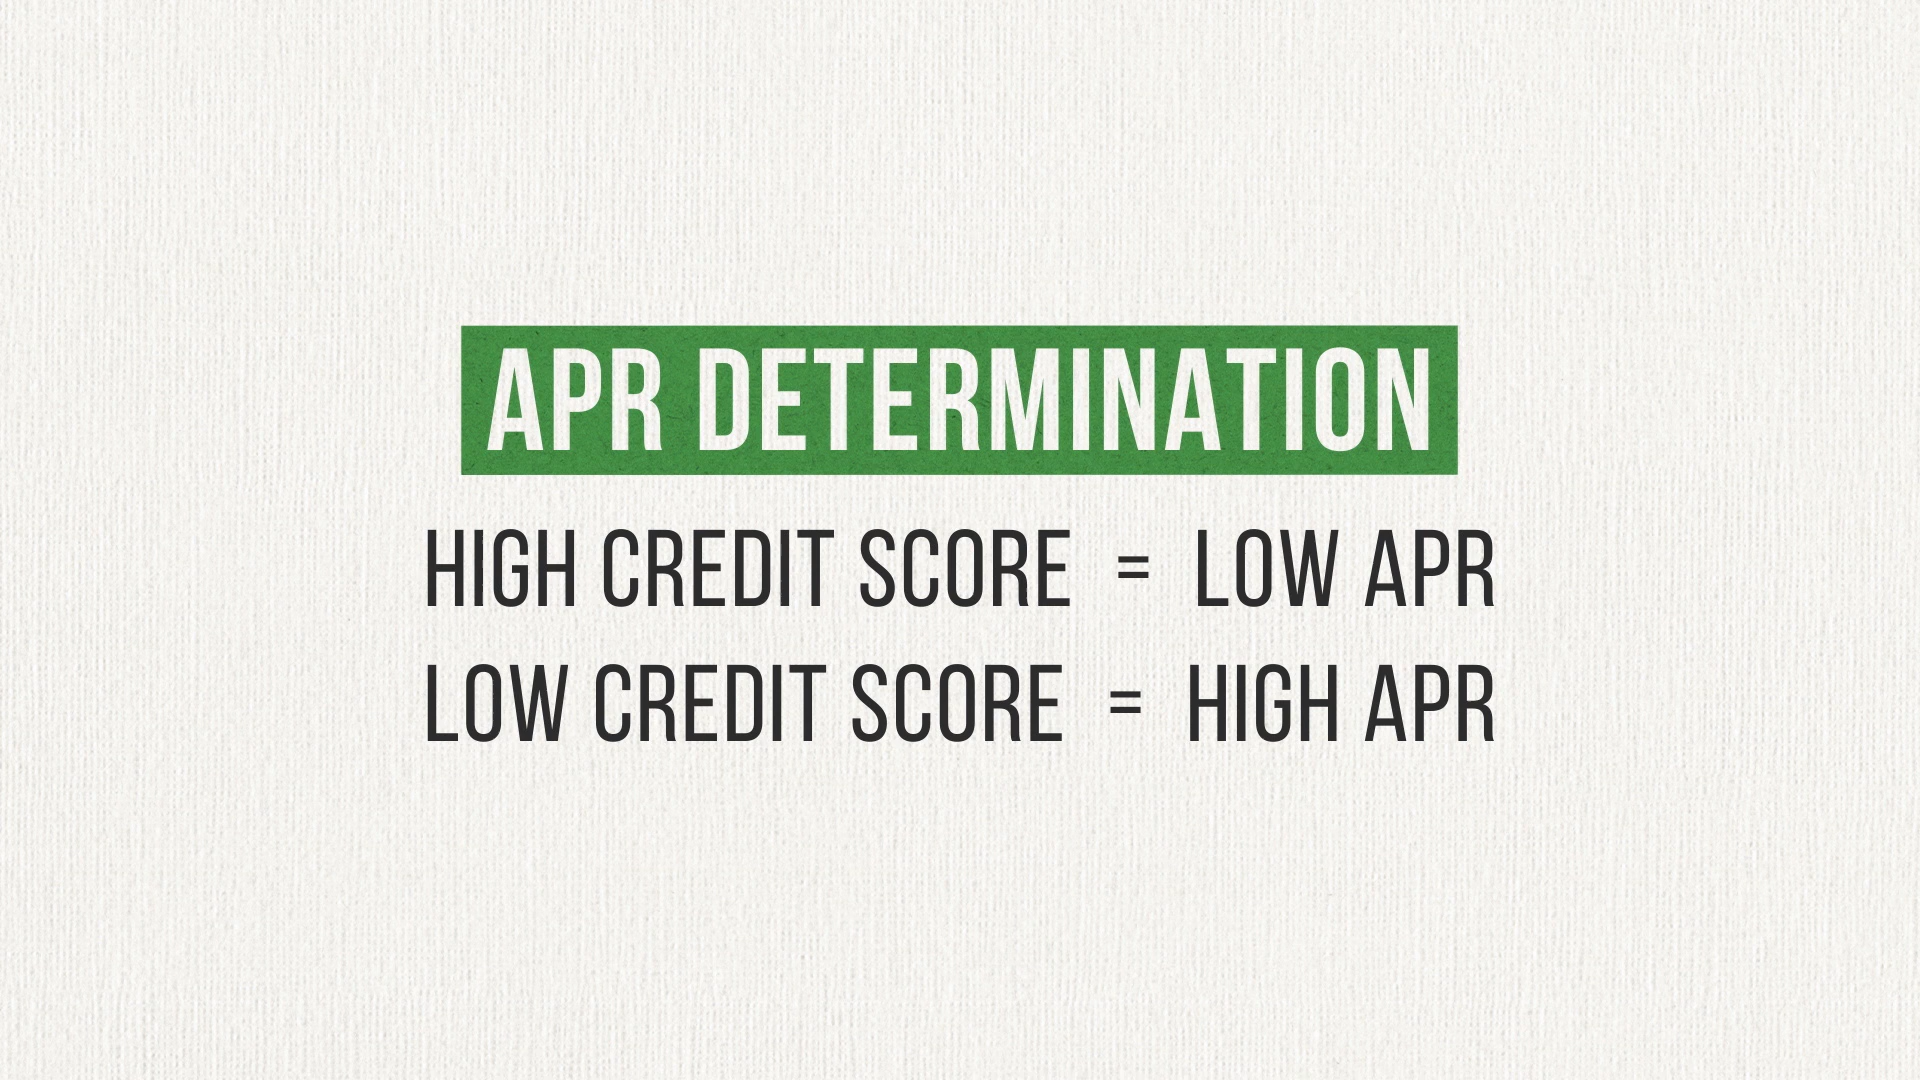 APR DETERMINATION
HIGH CREDIT SCORE = LOW APR
LOW CREDIT SCORE = HIGH APR